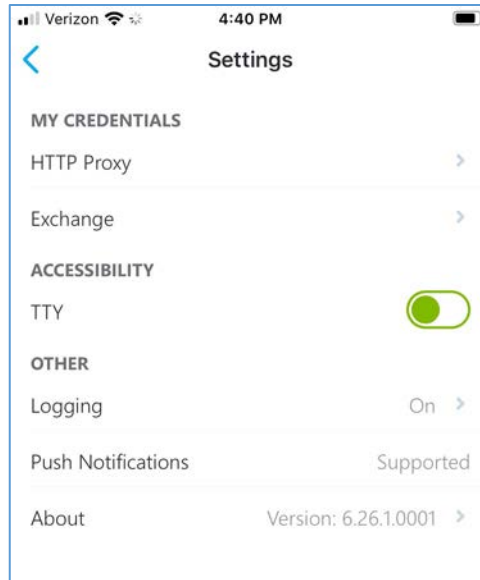 Verizon 4:40 PM
Settings
MY CREDENTIALS
HTTP Proxy
Exchange
ACCESSIBILITY
TTY
OTHER
Logging On
Push Notifications Supported
About Version: 6.26.1.0001